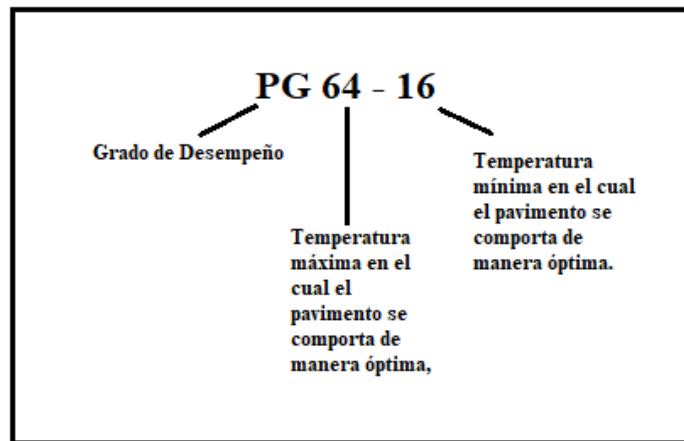 PG 64 - 16
Grado de Desempeño
Temperatura
máxima en el
cual el
pavimento se
comporta de
manera óptima,
Temperatura
mínima en el cual
el pavimento se
comporta de
manera óptima.